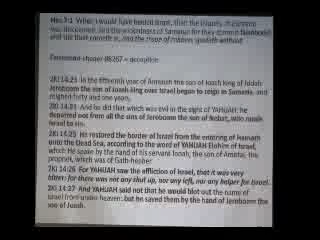 Hos 7:1 When I would have healed Israel, then the iniquity of Ephraim
was discovered, and the wickedness of Samaria: for they commit falsehood;
and the thief cometh in, and the troop of robbers spoileth without.
Falsehood sheqer H8267 = deception
2Ki 14:23 In the fifteenth year of Amaziah the son of Joash king of Judah
Jeroboam the son of Joash king over Israel began to reign in Samaria, and
reigned forty and one years,
2Ki 14:24 And he did that which was evil in the sight of YAHUAH: he
departed not from all the sins of Jeroboam the son of Nebat, who made
Israel to sin.
2Ki 14:25 He restored the border of Israel from the entering of Hamath
unto the Dead Sea, according to the word of YAHUAH Elohim of Israel,
which He spake by the hand of his servant Jonah, the son of Amittai, the
prophet, which was of Gath-hepher
2Ki 14:26 For YAHUAH saw the affliction of Israel, that it was very
bitter: for there was not any shut up, nor any left, nor any helper for Israel.
2Ki 14:27 And YAHUAH said not that he would blot out the name of
Israel from under heaven: but he saved them by the hand of Jeroboam the
son of Joash.